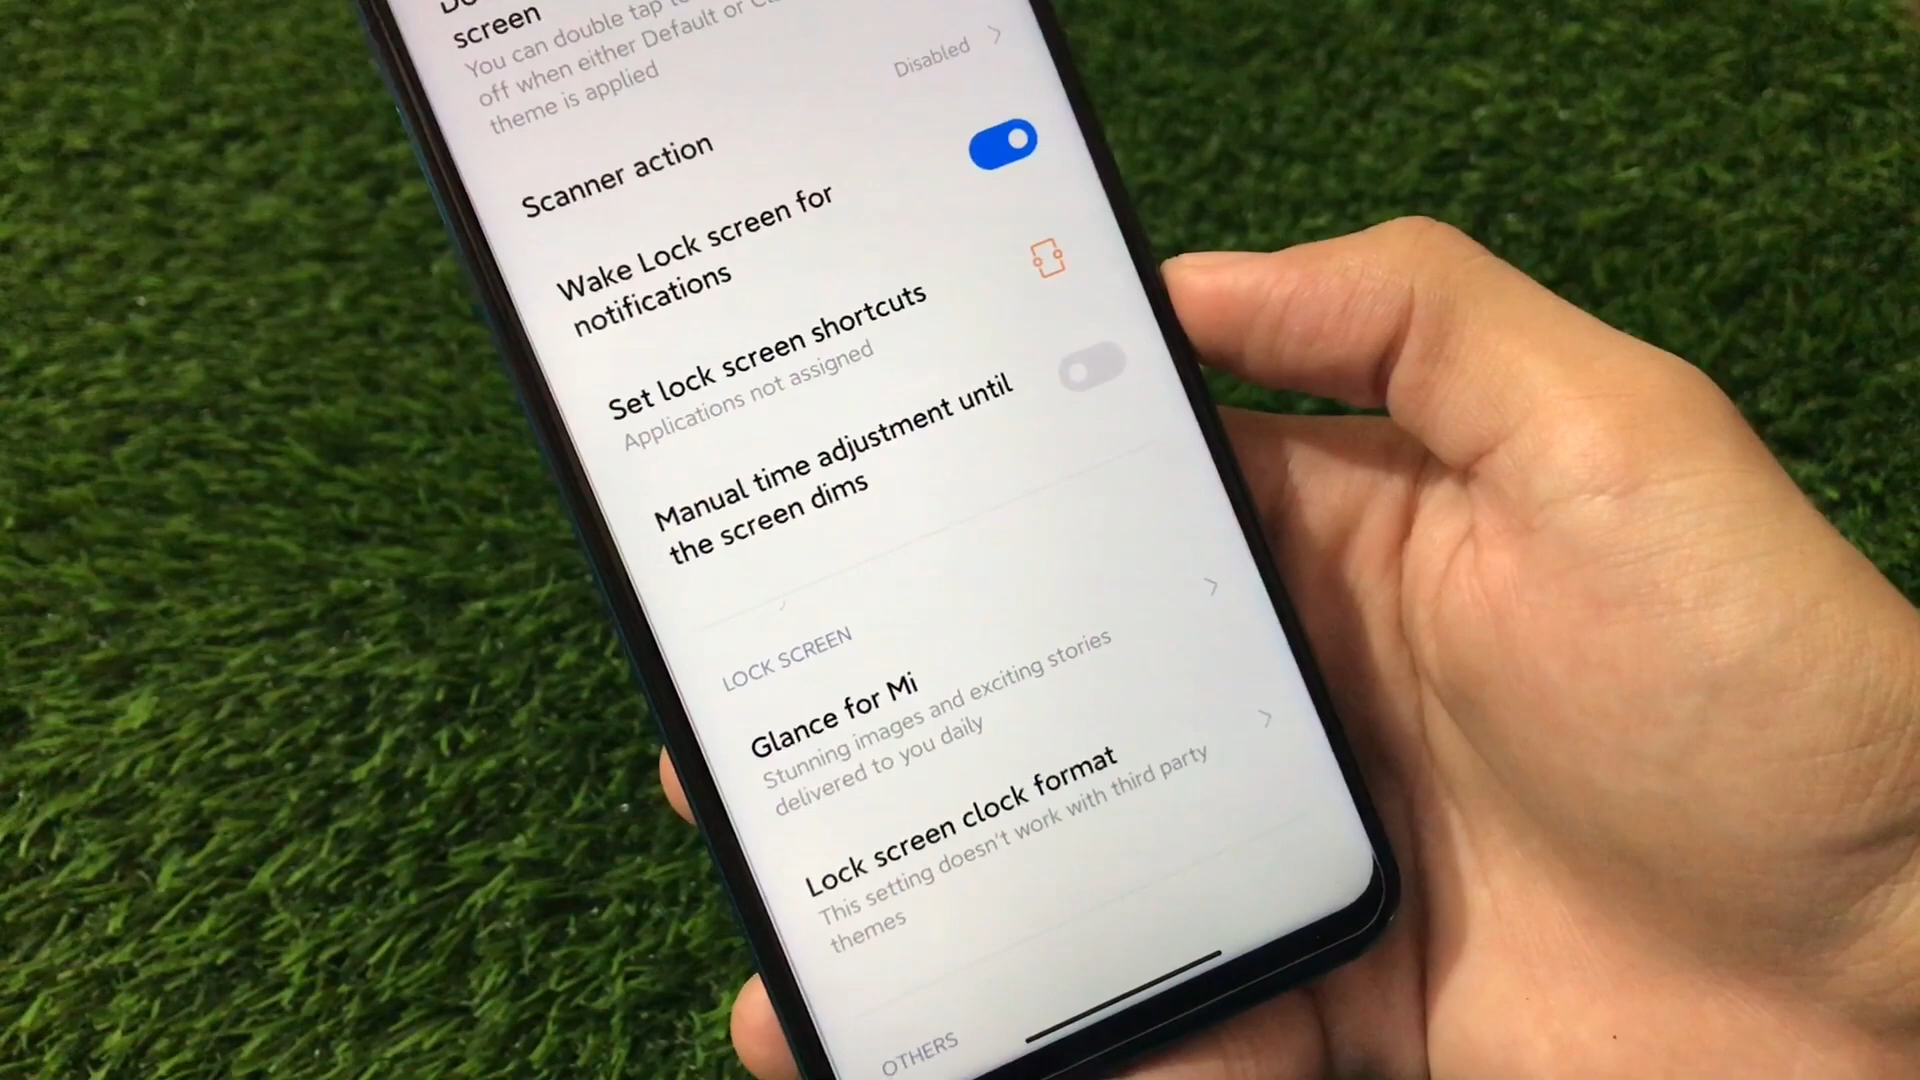 screen
You can double tap
off when either Default or
theme is applied
Disabled
Scanner action
Wake Lock screen for
notifications
Set lock screen shortcuts
Applications not assigned
Manual time adjustment until
the screen dims
LOCK SCREEN
Glance for Mi
Stunning images and exciting stories
delivered to you daily
Lock screen clock format
This setting doesn't work with third party
themes
OTHERS